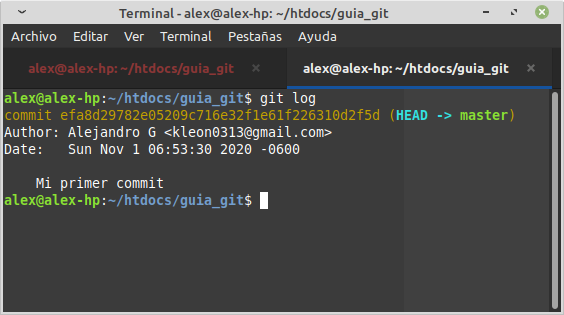 Terminal - alex@alex-hp: ~/htdocs/guia_git
Archivo Editar Ver Terminal Pestañas Ayuda
alex@alex-hp: ~/htdocs/guia_git × alex@alex-hp: ~/htdocs/guia_git ×
alex@alex-hp:~/htdocs/guia_git$ git log
commit efa8d29782e05209c716e32f1e61f226310d2f5d (HEAD -> master)
Author: Alejandro G <kleon0313@gmail.com>
Date:   Sun Nov 1 06:53:30 2020 -0600
    Mi primer commit
alex@alex-hp:~/htdocs/guia_git$